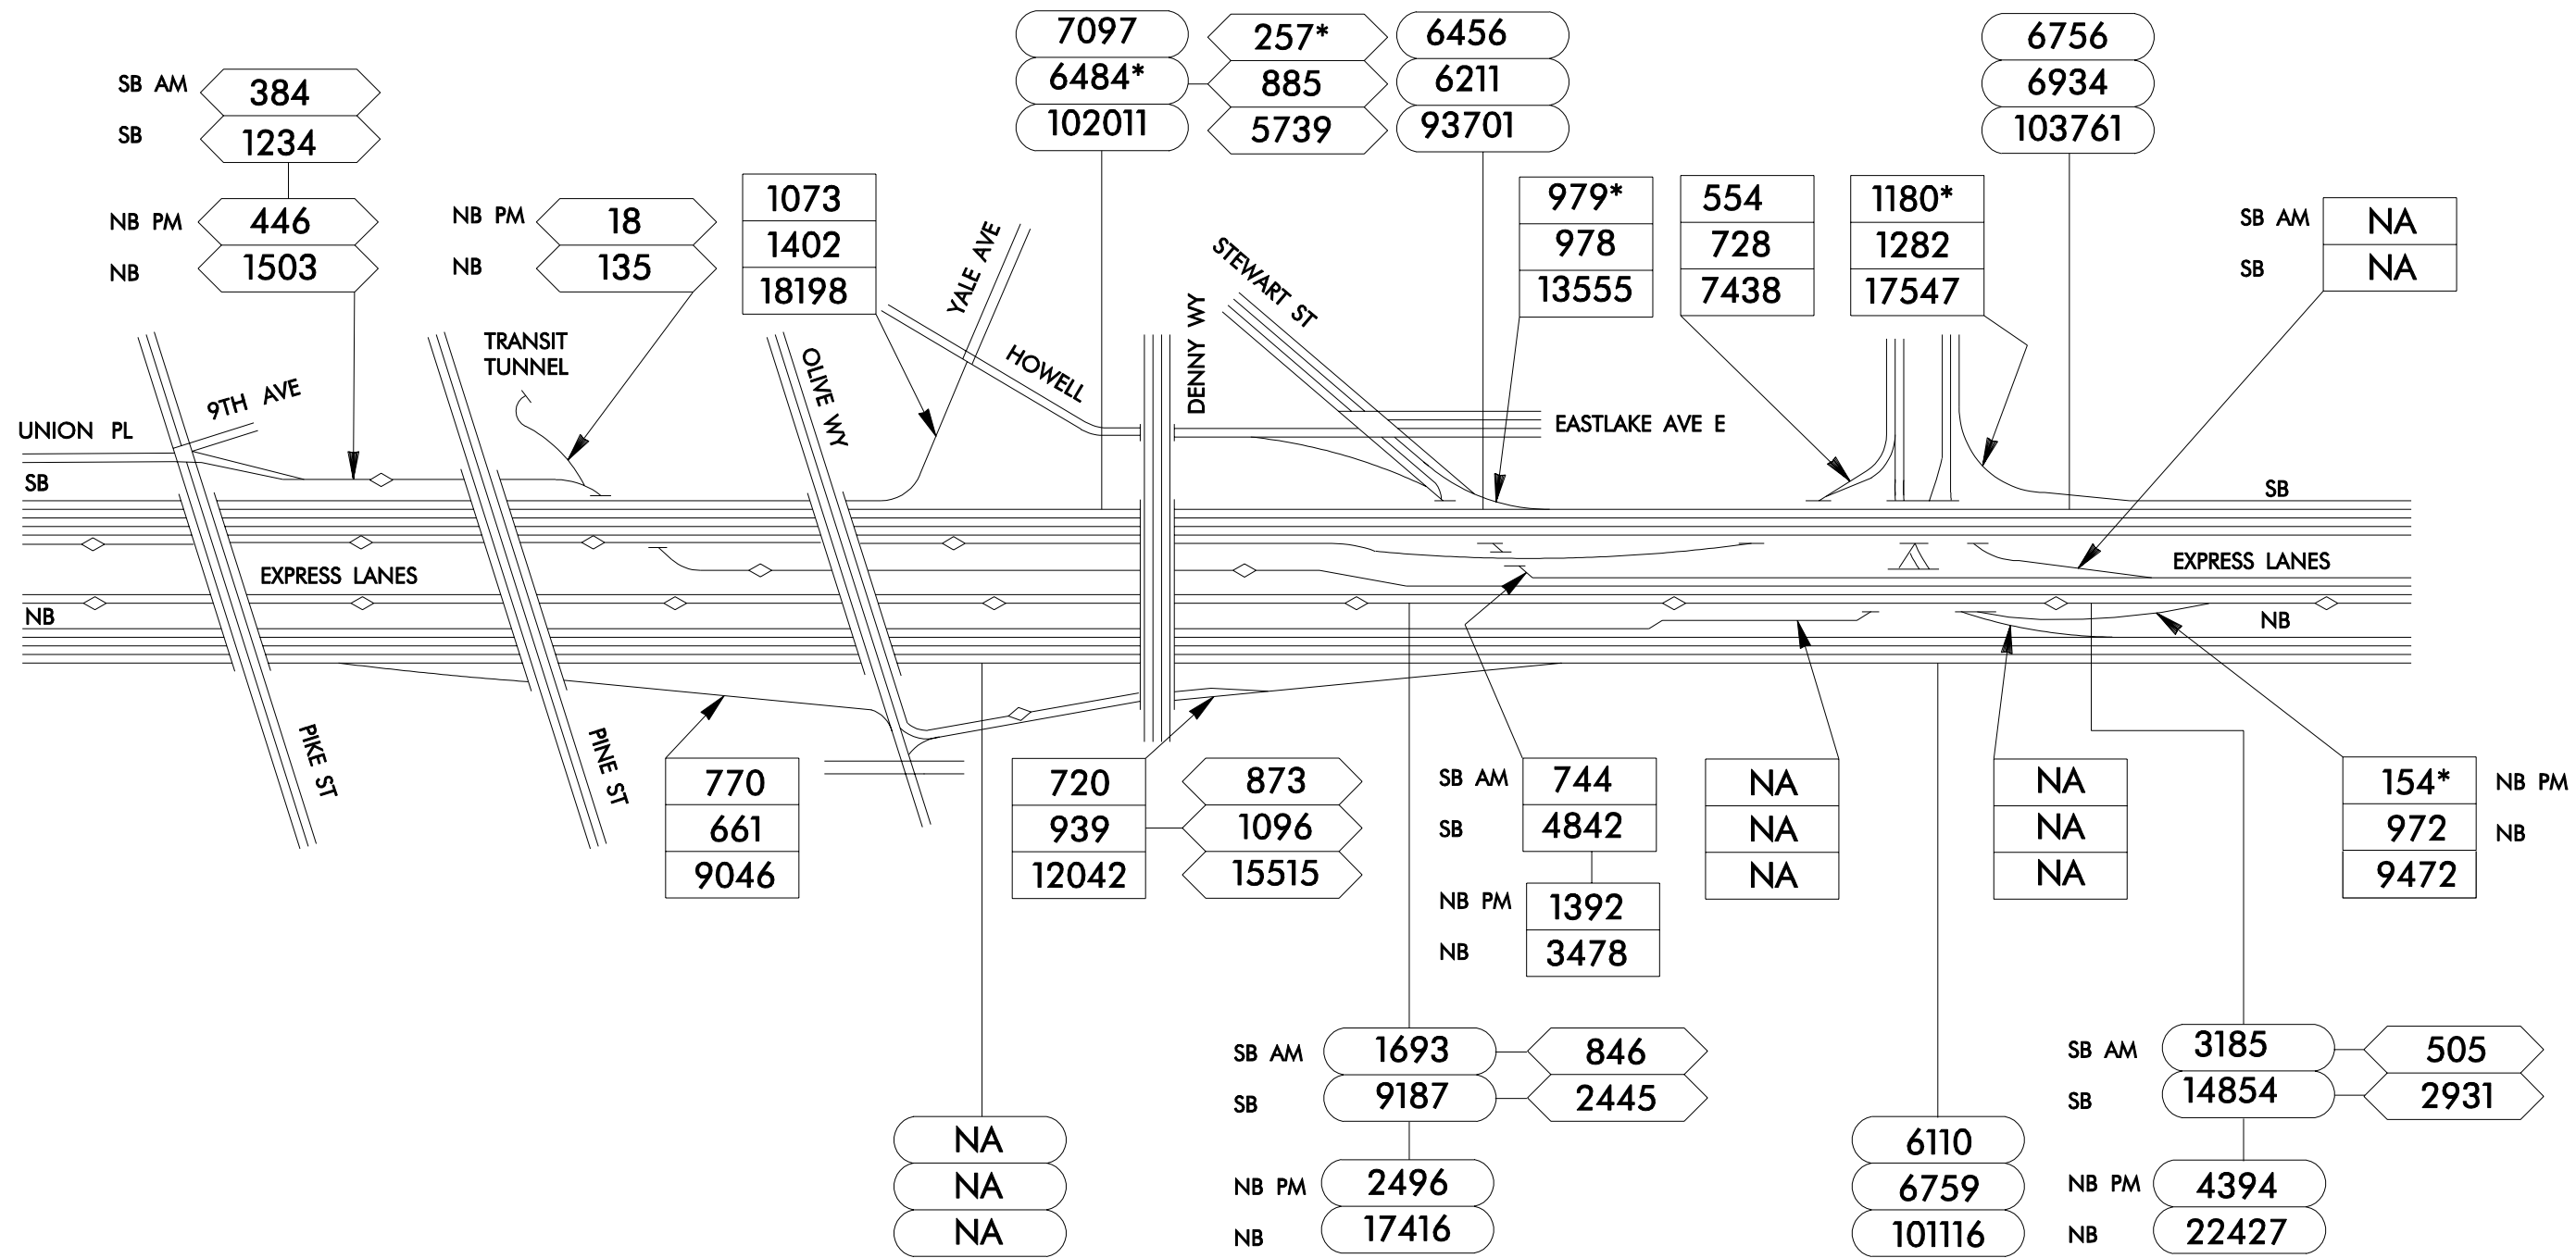 7097
6484*
102011
257*
885
5739
6456
6211
93701
6756
6934
103761
SB AM
384
SB
1234
NB PM
446
NB
1503
NB PM
18
NB
135
1073
1402
18198
979*
978
13555
554
728
7438
1180*
1282
17547
SB AM
NA
SB
NA
YALE AVE
STEWART ST
HOWELL
DENNY WY
OLIVE WY
TRANSIT
TUNNEL
9TH AVE
UNION PL
EASTLAKE AVE E
SB
SB
EXPRESS LANES
EXPRESS LANES
NB
NB
PIKE ST
PINE ST
770
661
9046
720
939
12042
873
1096
15515
SB AM
744
SB
4842
NB PM
1392
NB
3478
NA
NA
NA
NA
NA
NA
154*
NB PM
972
NB
9472
NA
NA
NA
SB AM
1693
846
SB
9187
2445
NB PM
2496
NB
17416
6110
6759
101116
SB AM
3185
505
SB
14854
2931
NB PM
4394
NB
22427